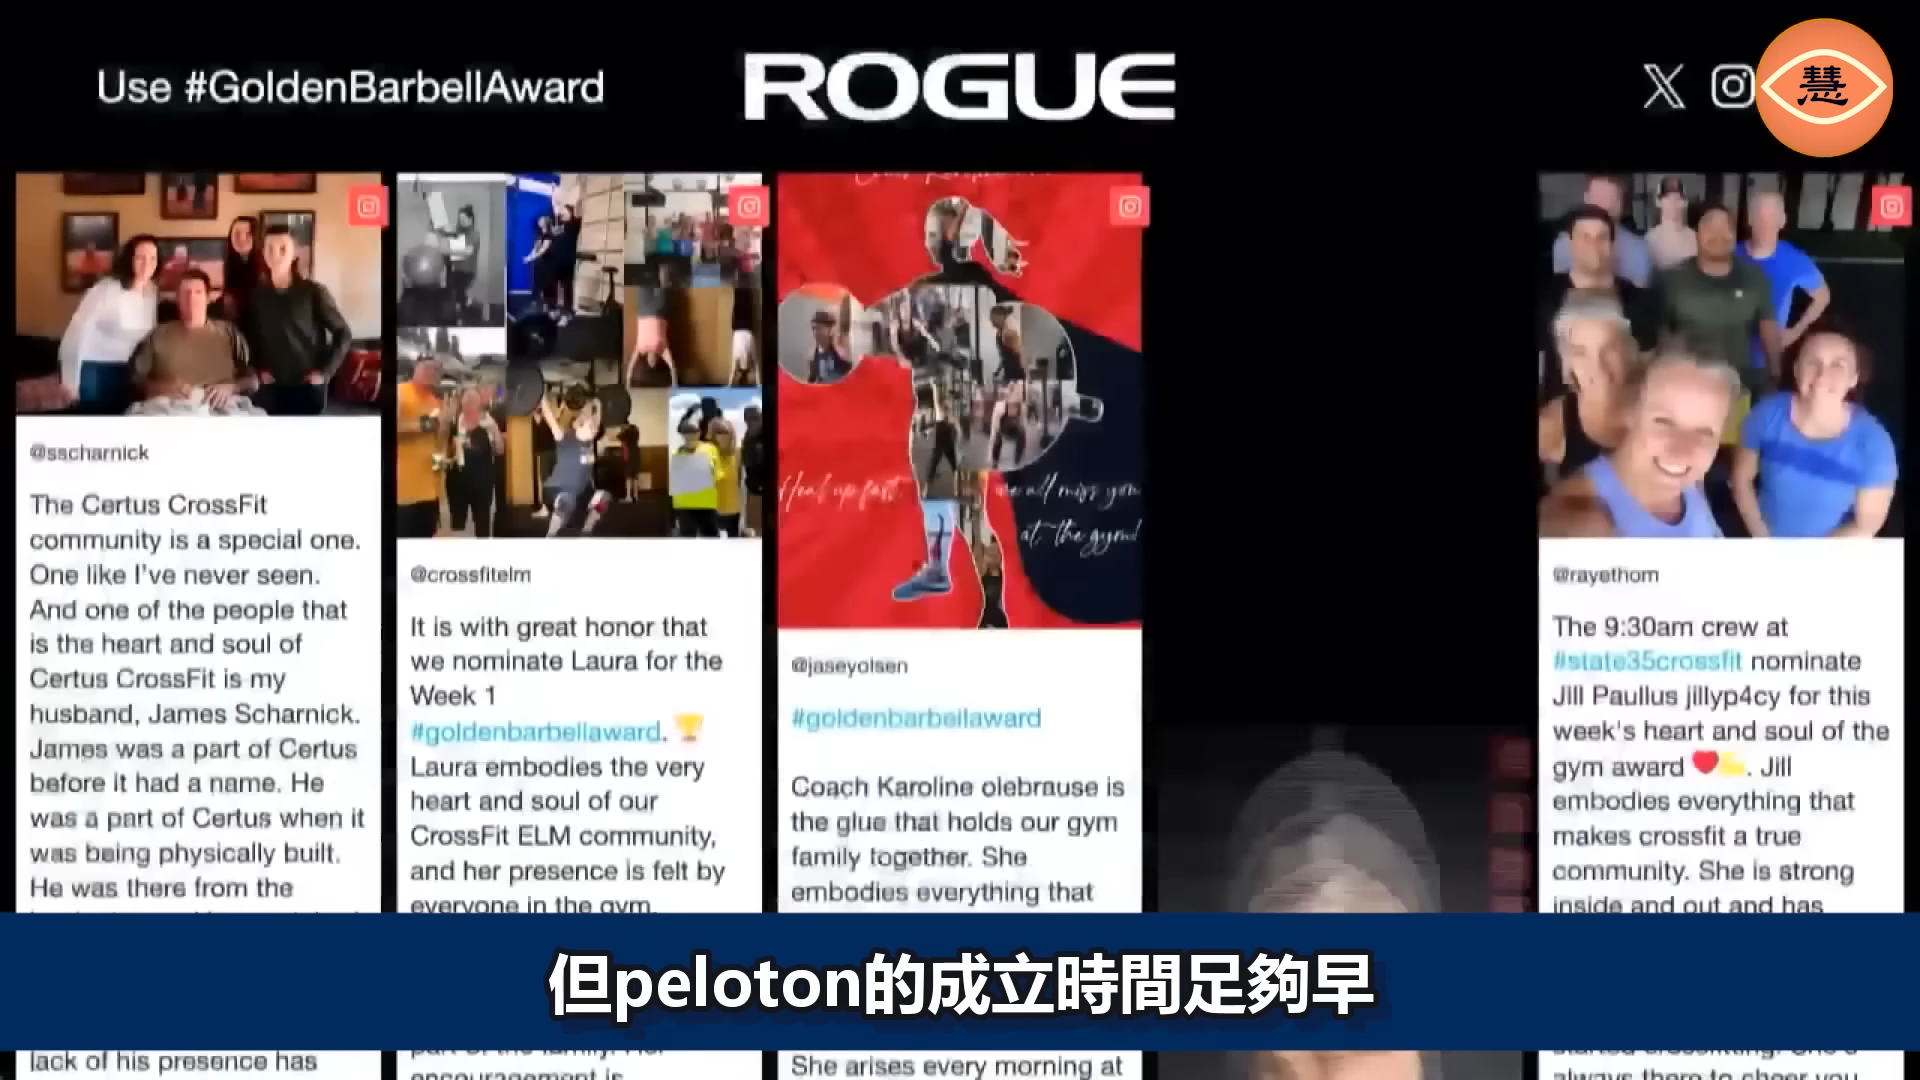 Use #GoldenBarbellAward
ROGUE
慧
@sscharnick
The Certus CrossFit
community is a special one.
One like I've never seen.
And one of the people that
is the heart and soul of
Certus CrossFit is my
husband, James Scharnick.
James was a part of Certus
before it had a name. He
was a part of Certus when it
was being physically built.
He was there from the
lack of his presence has
@crossfitelm
It is with great honor that
we nominate Laura for the
Week 1
#goldenbarbellaward. 🏆
Laura embodies the very
heart and soul of our
CrossFit ELM community,
and her presence is felt by
everyone in the gym.
encouragement is
Heal up fast,
we all miss you
at the gym!
@jaseyolsen
#goldenbarbellaward
Coach Karoline olebrause is
the glue that holds our gym
family together. She
embodies everything that
She arises every morning at
@rayethom
The 9:30am crew at
#state35crossfit nominate
Jill Paullus jillyp4cy for this
week's heart and soul of the
gym award ❤️💪. Jill
embodies everything that
makes crossfit a true
community. She is strong
inside and out and has
always there to cheer you
但peloton的成立時間足夠早